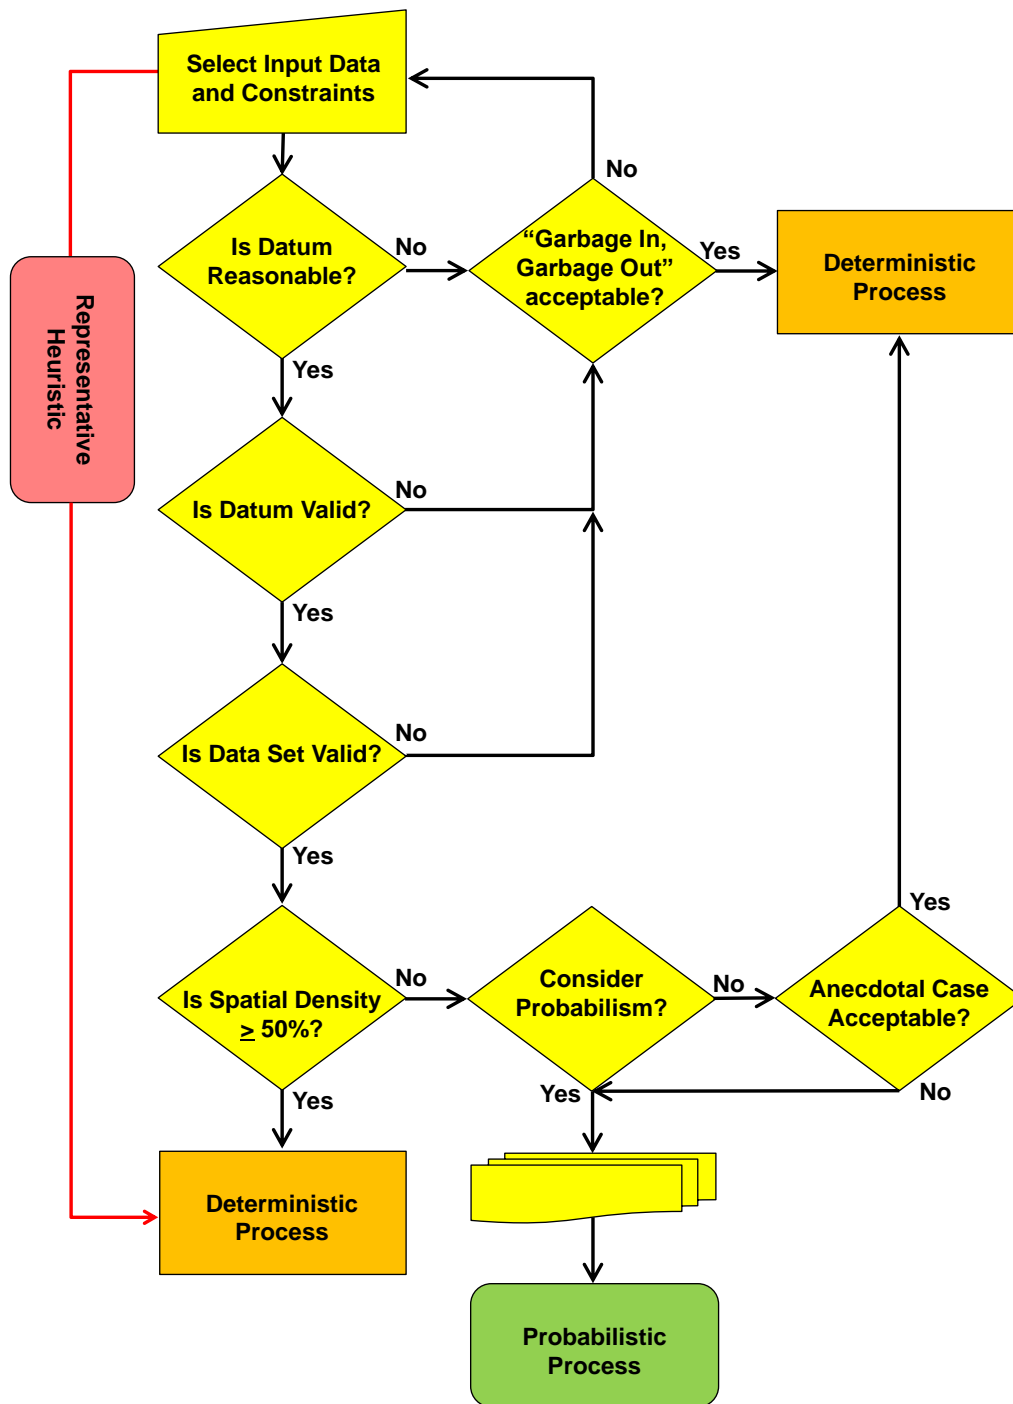 Select Input Data
and Constraints
No
Is Datum
Reasonable?
No
“Garbage In,
Garbage Out”
acceptable?
Yes
Deterministic
Process
Representative
Heuristic
Yes
Is Datum Valid?
No
Yes
Is Data Set Valid?
No
Yes
Is Spatial Density
≥ 50%?
No
Consider
Probabilism?
No
Anecdotal Case
Acceptable?
Yes
Yes
Yes
No
Deterministic
Process
Probabilistic
Process